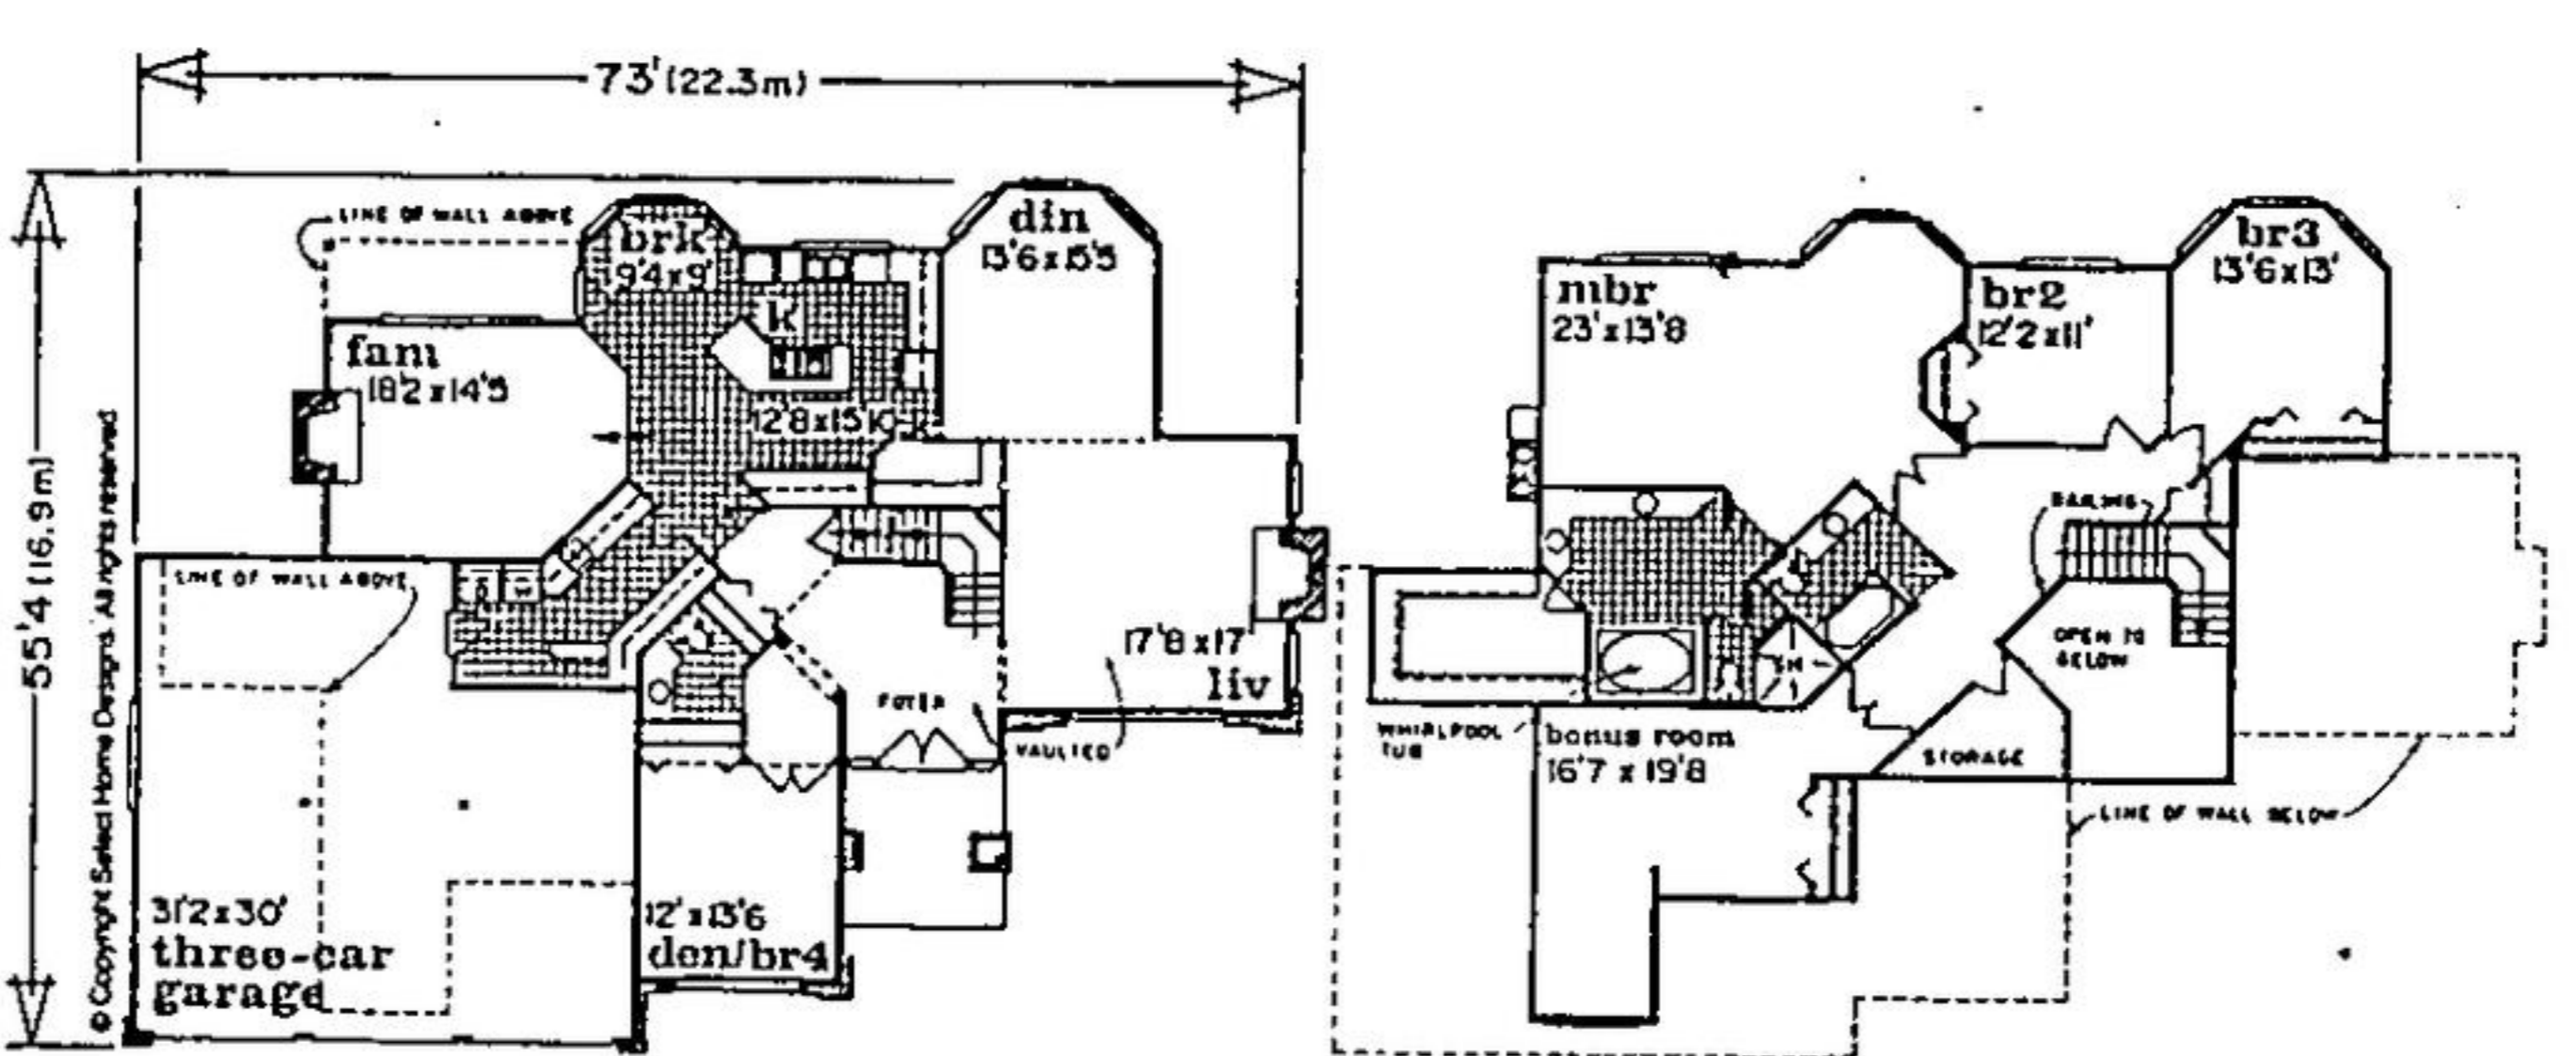 73' (22.3m)
55'4 (16.9m)
© Copyright Select Home Designs. All rights reserved
LINE OF WALL ABOVE
brk
9'4x9'
din
13'6x15'5
k
12'8x15'10
fam
18'2x14'5
LINE OF WALL ABOVE
17'8x17'
liv
FOYER
VAULTED
31'2x30'
three-car
garage
12'x13'6
den/br4
mbr
23'x13'8
br2
12'2x11'
br3
13'6x13'
RAILING
OPEN TO
BELOW
SH
WHIRLPOOL
TUB
bonus room
16'7 x 19'8
STORAGE
LINE OF WALL BELOW